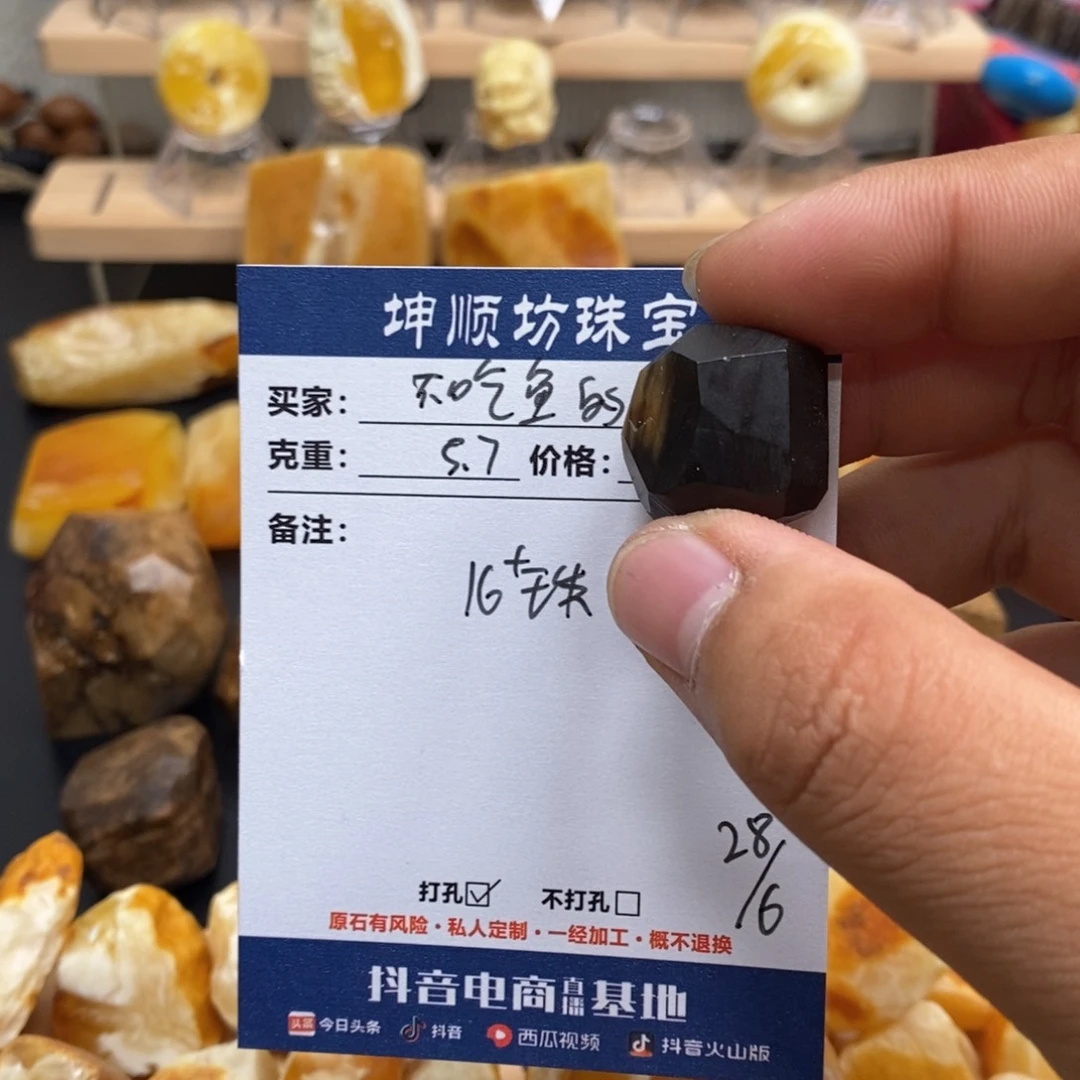 坤顺坊珠宝
买家： 不吃鱼的
克重： 5.7 价格：
备注：
16+珠
28/6
打孔☑ 不打孔☐
原石有风险·私人定制·一经加工·概不退换
抖音电商直播基地
头条 今日头条 抖音 西瓜视频 抖音火山版